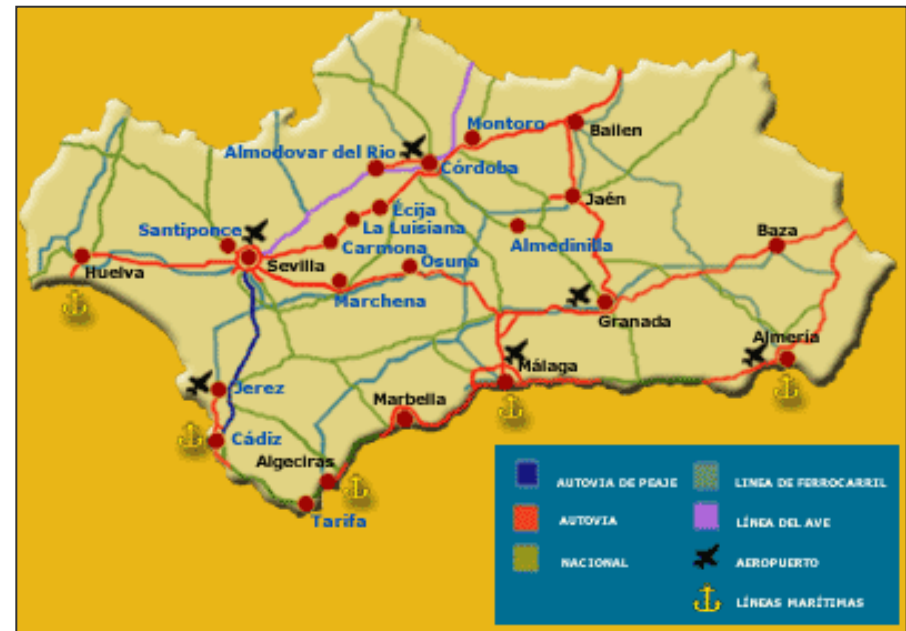 Montoro
Bailen
Almodovar del Rio
Córdoba
Jaén
Écija
La Luisiana
Santiponce
Carmona
Almedinilla
Baza
Huelva
Sevilla
Osuna
Marchena
Granada
Almería
Málaga
Jerez
Marbella
Cádiz
Algeciras
Tarifa
AUTOVIA DE PEAJE
LINEA DE FERROCARRIL
AUTOVIA
LÍNEA DEL AVE
NACIONAL
AEROPUERTO
LÍNEAS MARÍTIMAS